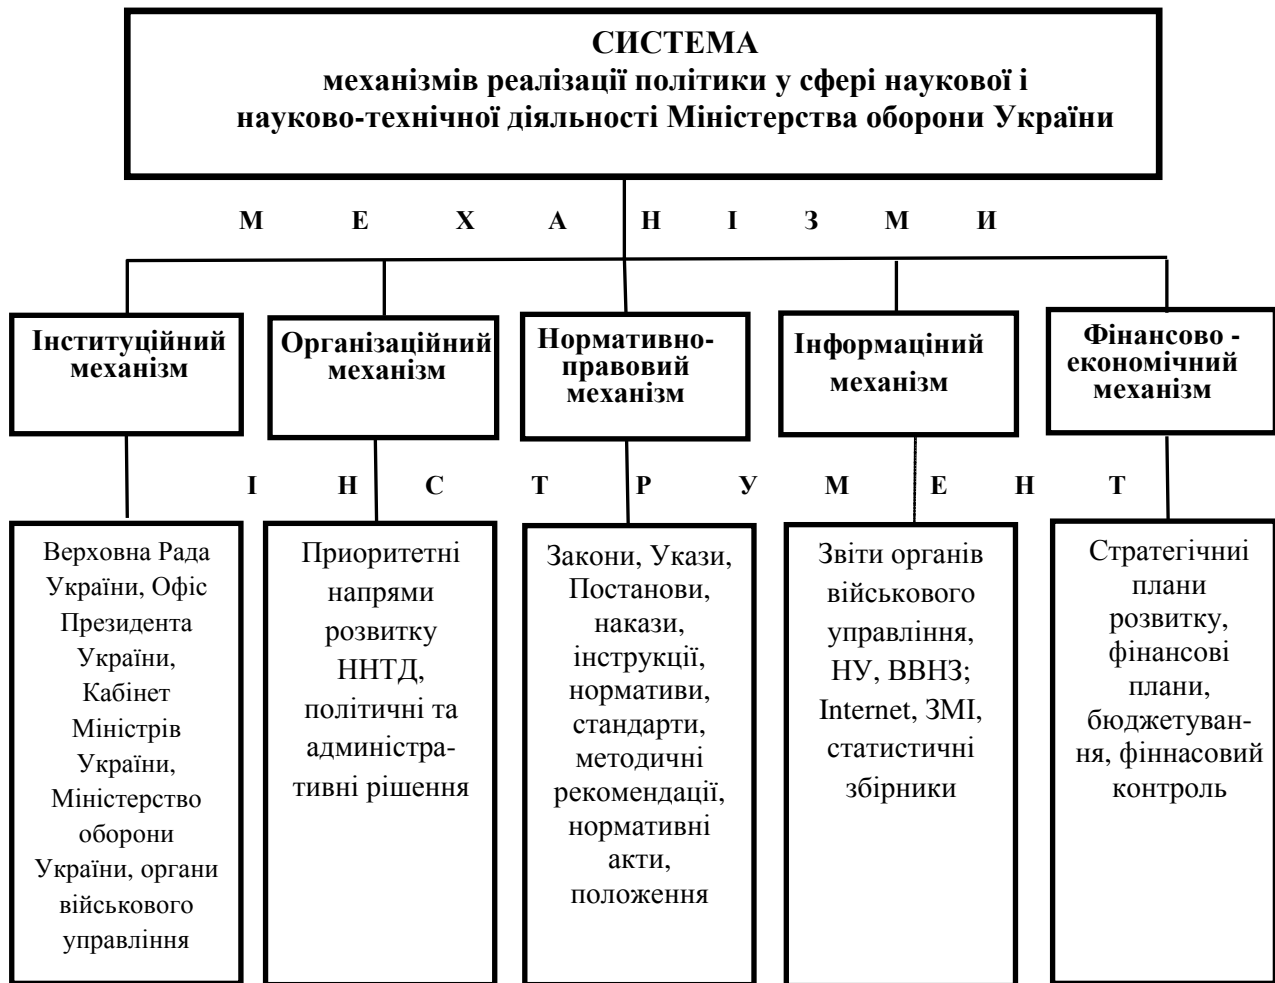 СИСТЕМА
механізмів реалізації політики у сфері наукової і
науково-технічної діяльності Міністерства оборони України
М Е Х А Н І З М И
Інституційний
механізм
Організаційний
механізм
Нормативно-
правовий
механізм
Інформаціний
механізм
Фінансово -
економічний
механізм
І Н С Т Р У М Е Н Т
Верховна Рада
України, Офіс
Президента
України,
Кабінет
Міністрів
України,
Міністерство
оборони
України, органи
військового
управління
Приоритетні
напрями
розвитку
ННТД,
політичні та
адміністра-
тивні рішення
Закони, Укази,
Постанови,
накази,
інструкції,
нормативи,
стандарти,
методичні
рекомендації,
нормативні
акти,
положення
Звіти органів
військового
управління,
НУ, ВВНЗ;
Internet, ЗМІ,
статистичні
збірники
Стратегічниі
плани
розвитку,
фінансові
плани,
бюджетуван-
ня, фіннасовий
контроль